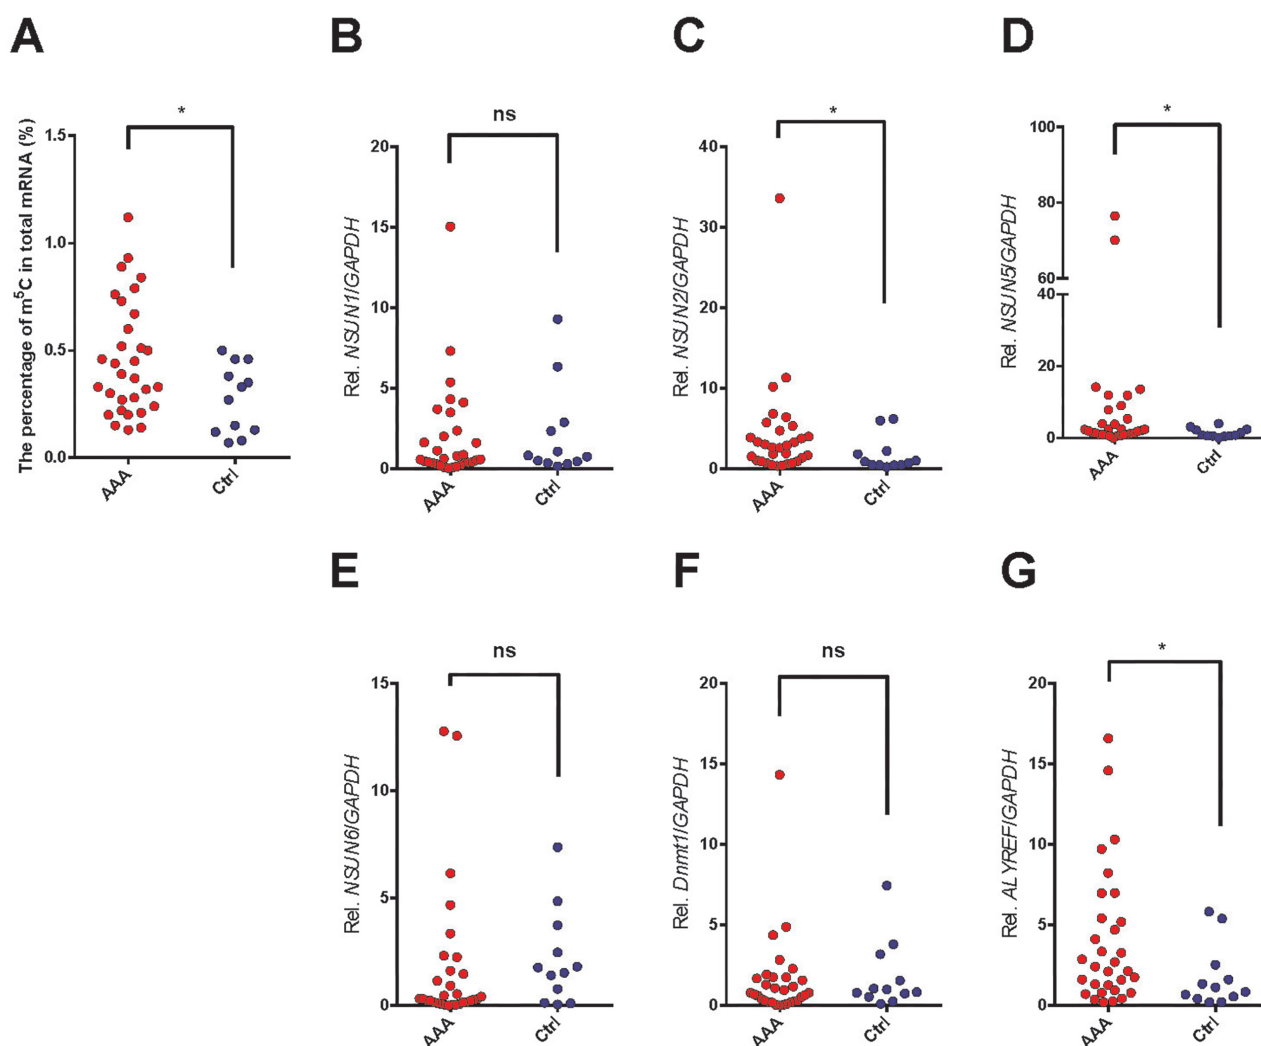 A
B
C
D
The percentage of m⁵C in total mRNA (%)
1.5
1.0
0.5
0.0
*
AAA
Ctrl
Rel. NSUN1/GAPDH
20
15
10
5
0
ns
AAA
Ctrl
Rel. NSUN2/GAPDH
40
30
20
10
0
*
AAA
Ctrl
Rel. NSUN5/GAPDH
100
80
60
40
20
0
*
AAA
Ctrl
E
F
G
Rel. NSUN6/GAPDH
15
10
5
0
ns
AAA
Ctrl
Rel. Dnmt1/GAPDH
20
15
10
5
0
ns
AAA
Ctrl
Rel. ALYREF/GAPDH
20
15
10
5
0
*
AAA
Ctrl